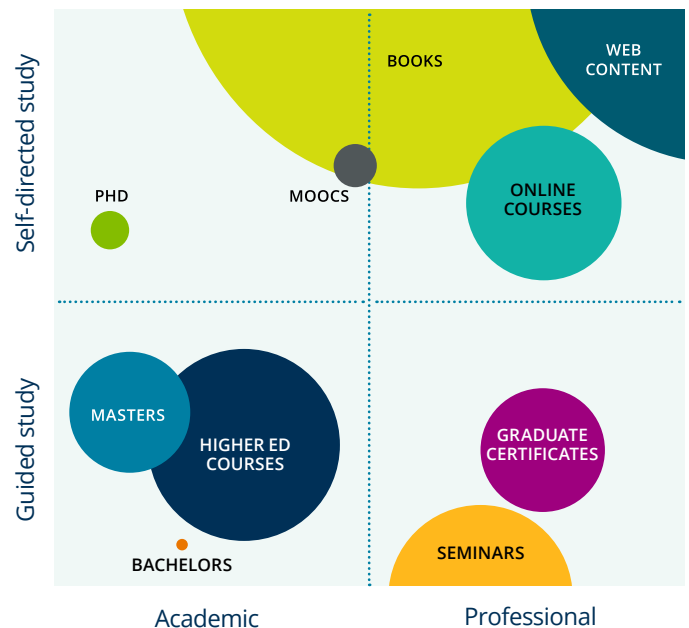 Self-directed study
BOOKS
WEB
CONTENT
PHD
MOOCS
ONLINE
COURSES
Guided study
MASTERS
HIGHER ED
COURSES
BACHELORS
GRADUATE
CERTIFICATES
SEMINARS
Academic
Professional